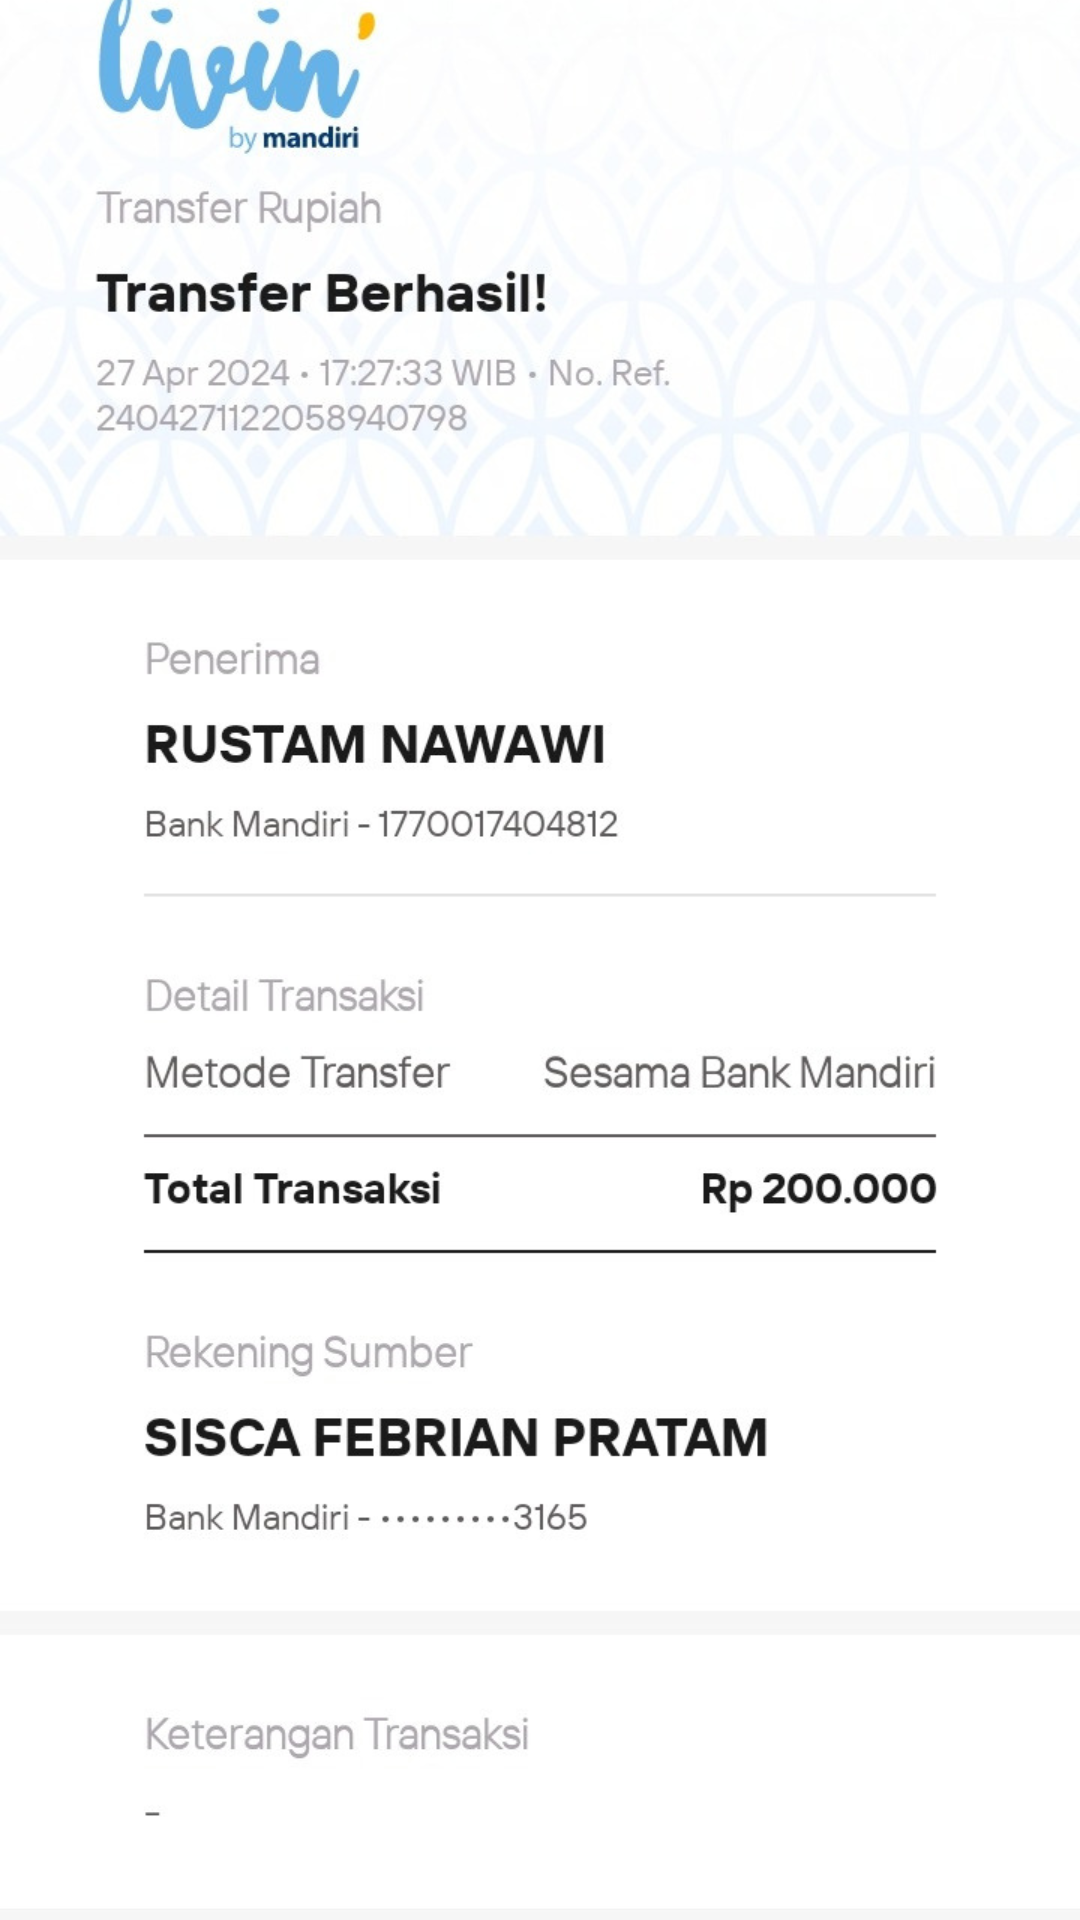 livin'
by mandiri
Transfer Rupiah
Transfer Berhasil!
27 Apr 2024 • 17:27:33 WIB • No. Ref.
2404271122058940798
Penerima
RUSTAM NAWAWI
Bank Mandiri - 1770017404812
Detail Transaksi
Metode Transfer Sesama Bank Mandiri
Total Transaksi Rp 200.000
Rekening Sumber
SISCA FEBRIAN PRATAM
Bank Mandiri - •••••••••3165
Keterangan Transaksi
-